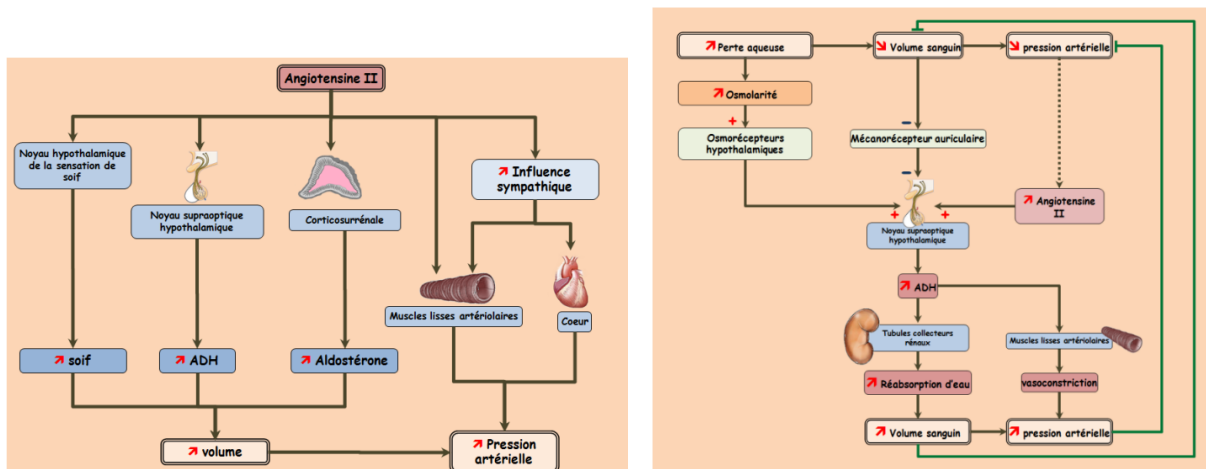 Angiotensine II
Noyau hypothalamique
de la sensation de
soif
Noyau supraoptique
hypothalamique
Corticosurrénale
Influence
sympathique
Muscles lisses artériolaires
Coeur
soif
ADH
Aldostérone
volume
Pression
artérielle
Perte aqueuse
Volume sanguin
pression artérielle
Osmolarité
+
-
Osmorécepteurs
hypothalamiques
Mécanorécepteur auriculaire
-
+
+
Angiotensine
II
Noyau supraoptique
hypothalamique
ADH
Tubules collecteurs
rénaux
Muscles lisses artériolaires
Réabsorption d'eau
vasoconstriction
Volume sanguin
pression artérielle